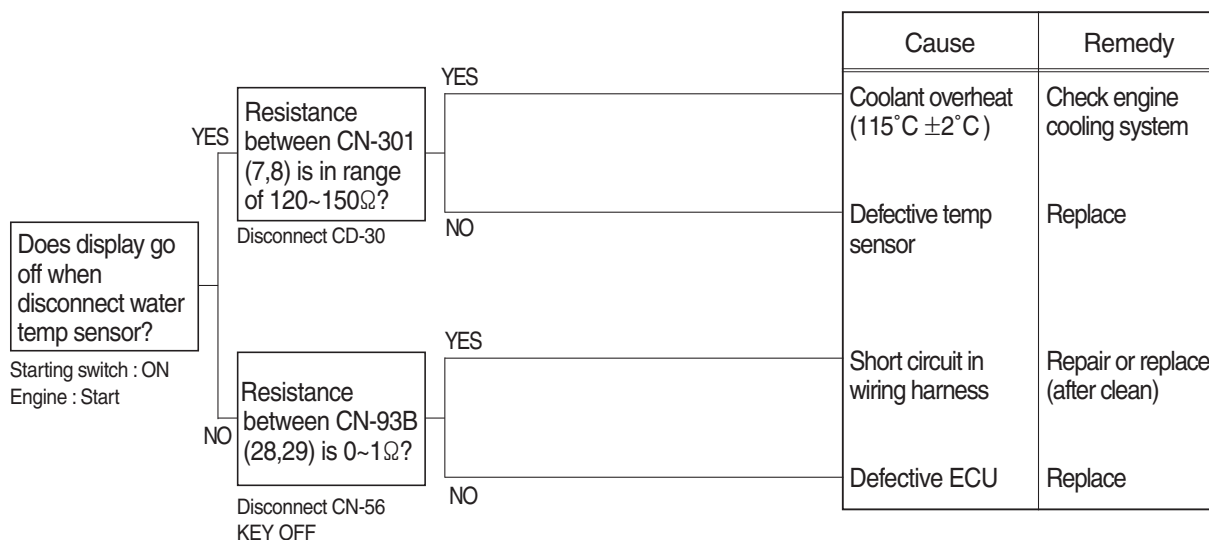 Does display go
off when
disconnect water
temp sensor?
Starting switch : ON
Engine : Start
YES
Resistance
between CN-301
(7,8) is in range
of 120~150Ω?
Disconnect CD-30
NO
Resistance
between CN-93B
(28,29) is 0~1Ω?
Disconnect CN-56
KEY OFF
YES
NO
YES
NO
Cause Remedy
Coolant overheat Check engine
(115˚C ±2˚C ) cooling system
Defective temp Replace
sensor
Short circuit in Repair or replace
wiring harness (after clean)
Defective ECU Replace